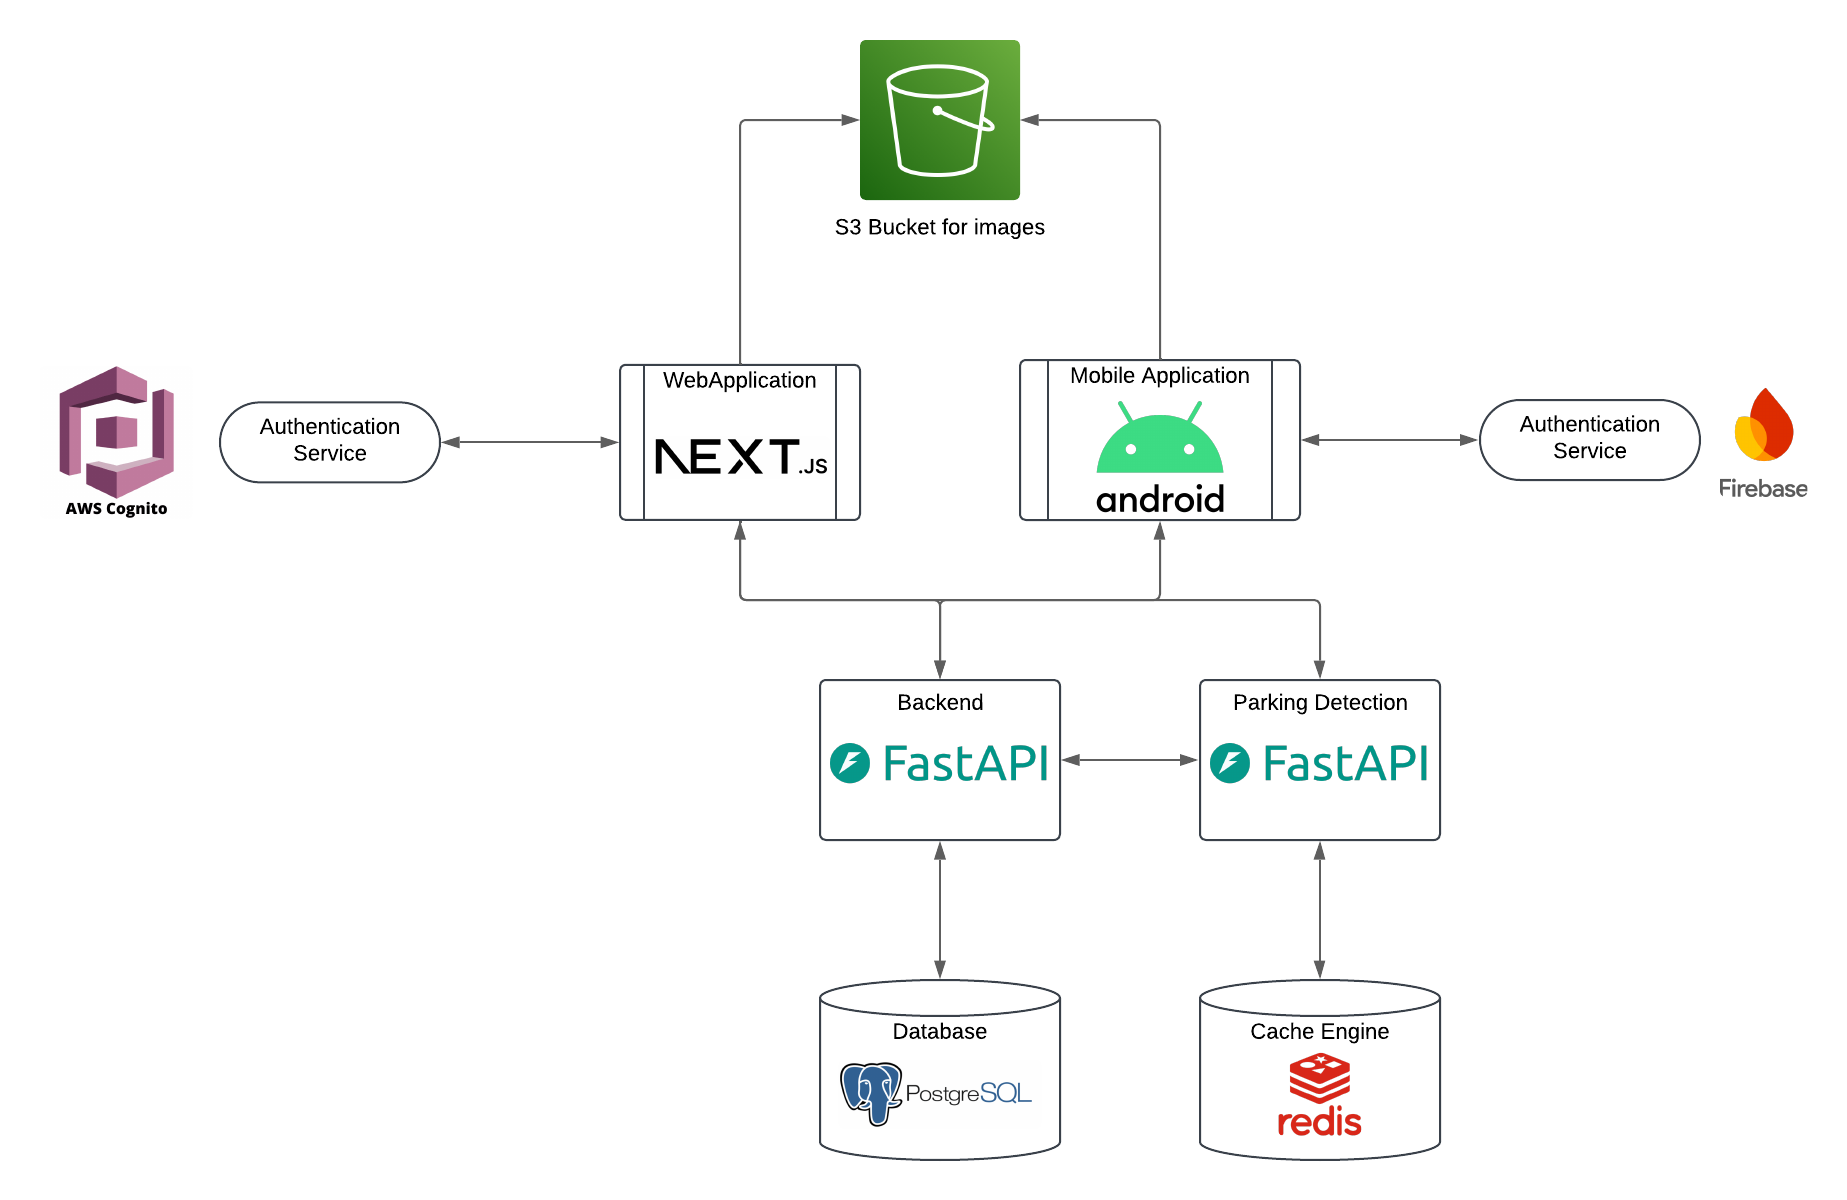 S3 Bucket for images
WebApplication
NEXT.JS
Mobile Application
android
Authentication
Service
AWS Cognito
Authentication
Service
Firebase
Backend
FastAPI
Parking Detection
FastAPI
Database
PostgreSQL
Cache Engine
redis